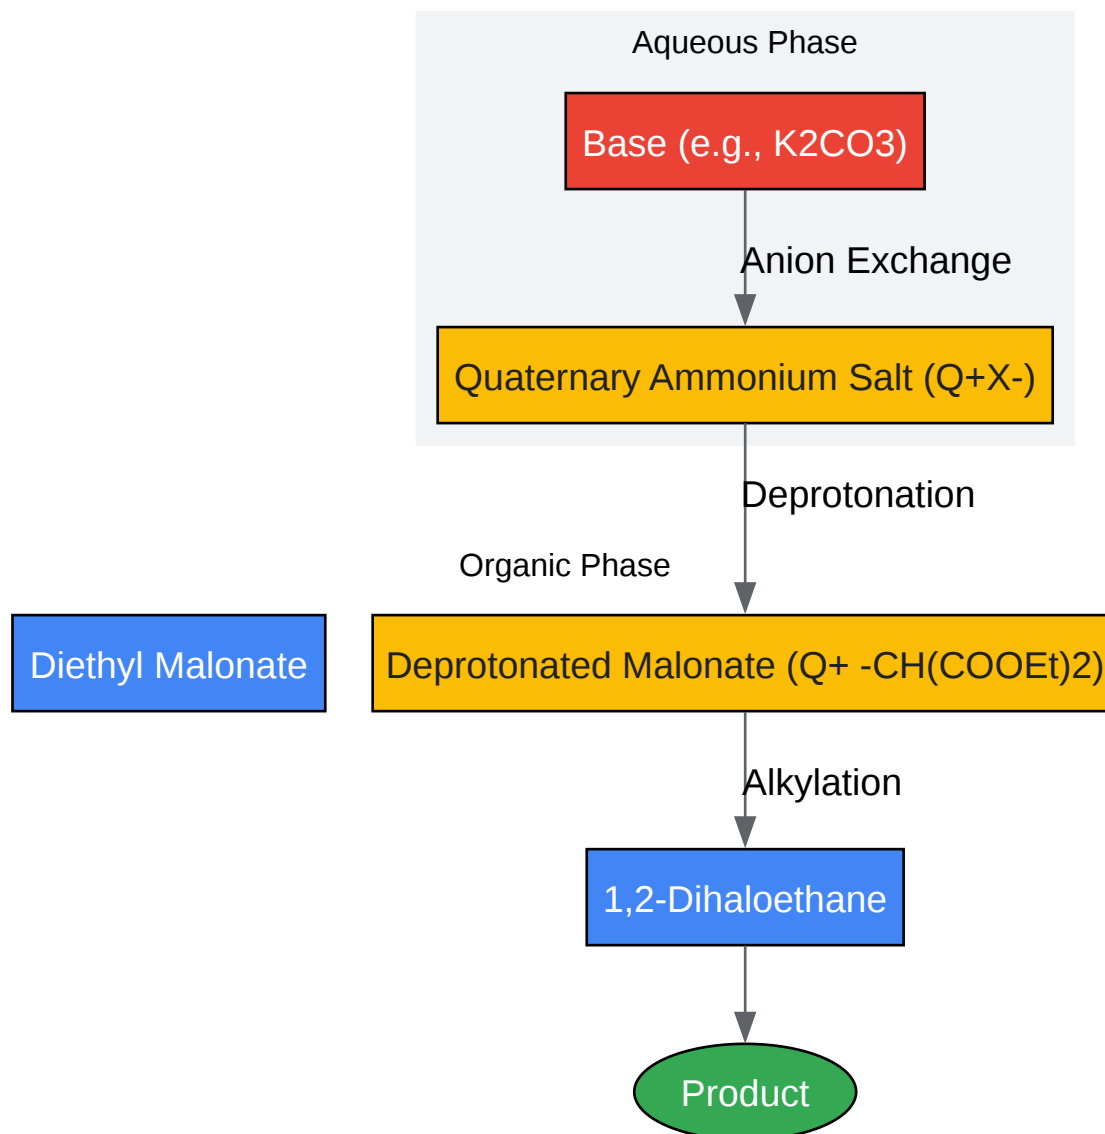 Aqueous Phase
Base (e.g., K2CO3)
Anion Exchange
Quaternary Ammonium Salt (Q+X-)
Deprotonation
Organic Phase
Diethyl Malonate
Deprotonated Malonate (Q+ -CH(COOEt)2)
Alkylation
1,2-Dihaloethane
Product